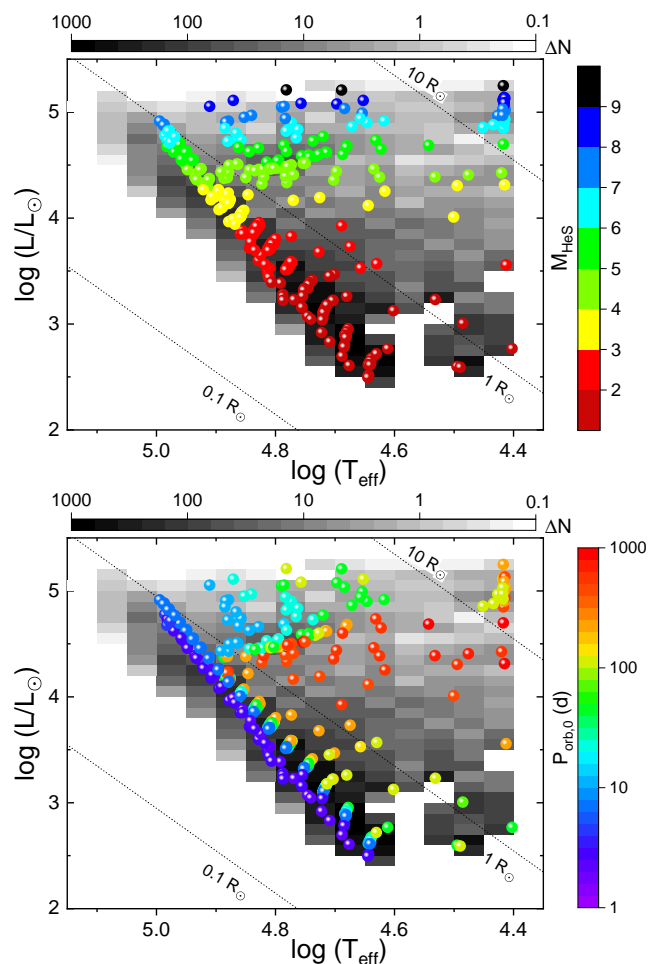 1000 100 10 1 0.1
ΔN
10 R☉
5
4
3
2
0.1 R☉
1 R☉
5.0 4.8 4.6 4.4
log (T_eff)
log (L/L☉)
9
8
7
6
5
4
3
2
M_HeS
1000 100 10 1 0.1
ΔN
10 R☉
5
4
3
2
0.1 R☉
1 R☉
5.0 4.8 4.6 4.4
log (T_eff)
log (L/L☉)
1000
100
10
1
P_orb,0 (d)